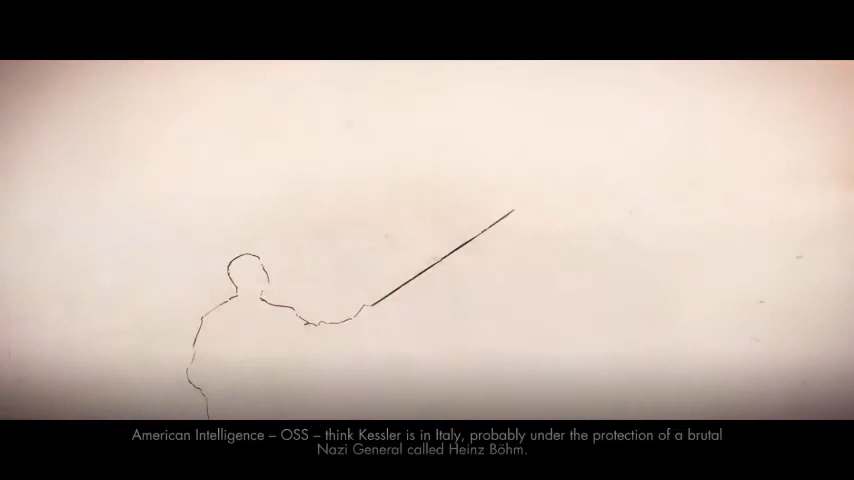 American Intelligence – OSS – think Kessler is in Italy, probably under the protection of a brutal
Nazi General called Heinz Böhm.